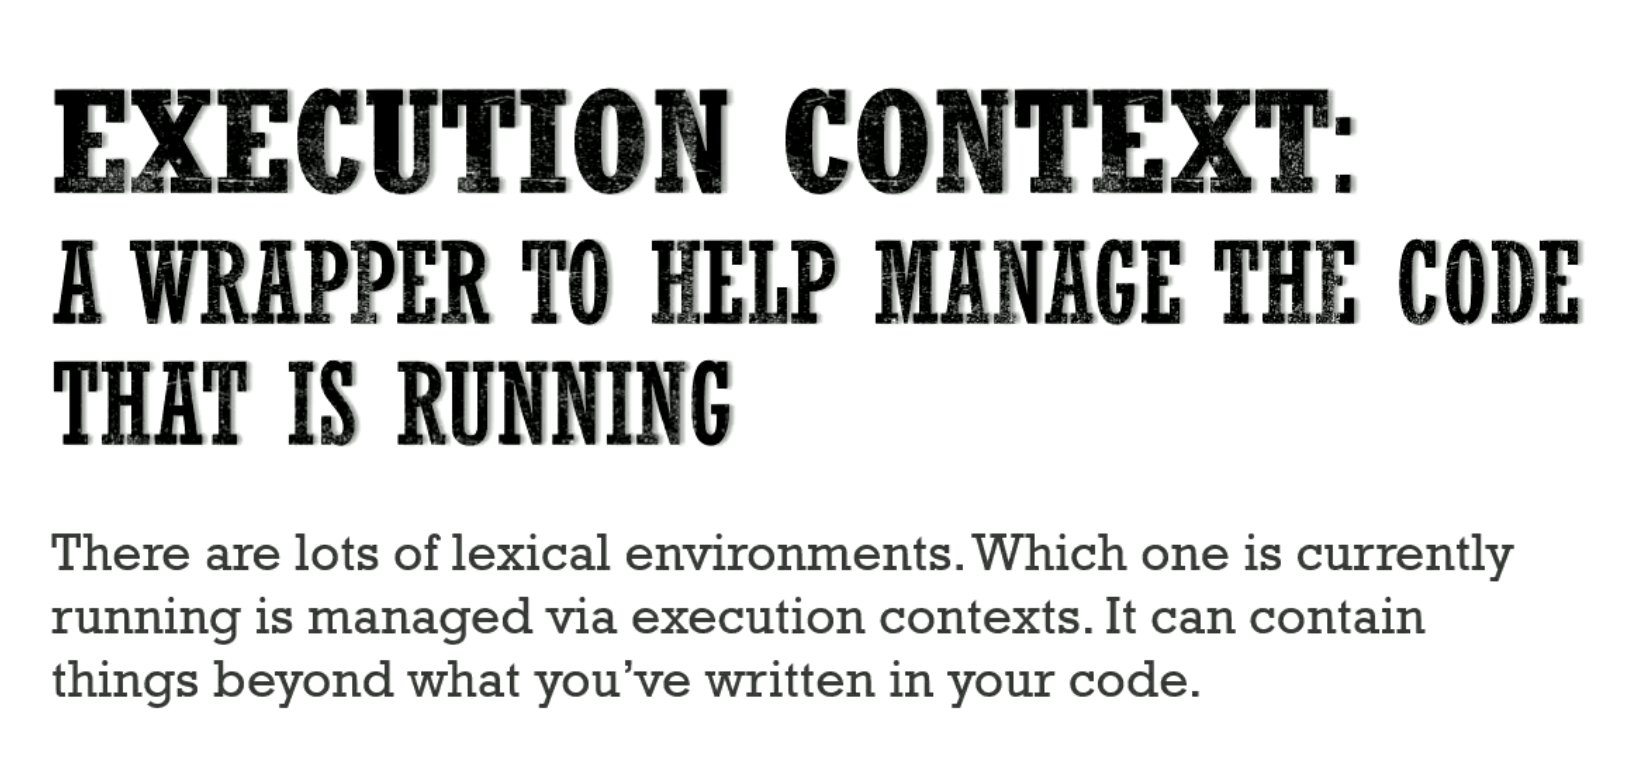 EXECUTION CONTEXT:
A WRAPPER TO HELP MANAGE THE CODE
THAT IS RUNNING
There are lots of lexical environments. Which one is currently
running is managed via execution contexts. It can contain
things beyond what you’ve written in your code.